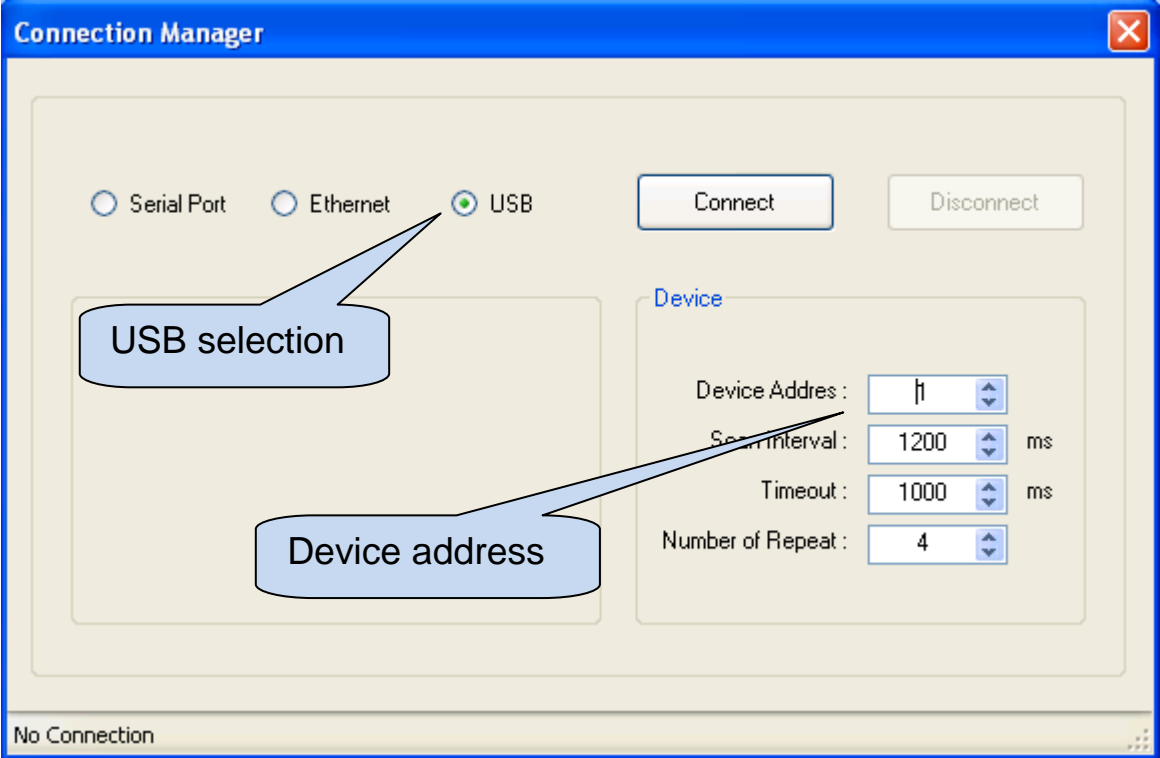 Connection Manager
Serial Port Ethernet USB Connect Disconnect
USB selection
Device
Device Addres : 1
Scan Interval : 1200 ms
Timeout : 1000 ms
Number of Repeat : 4
Device address
No Connection